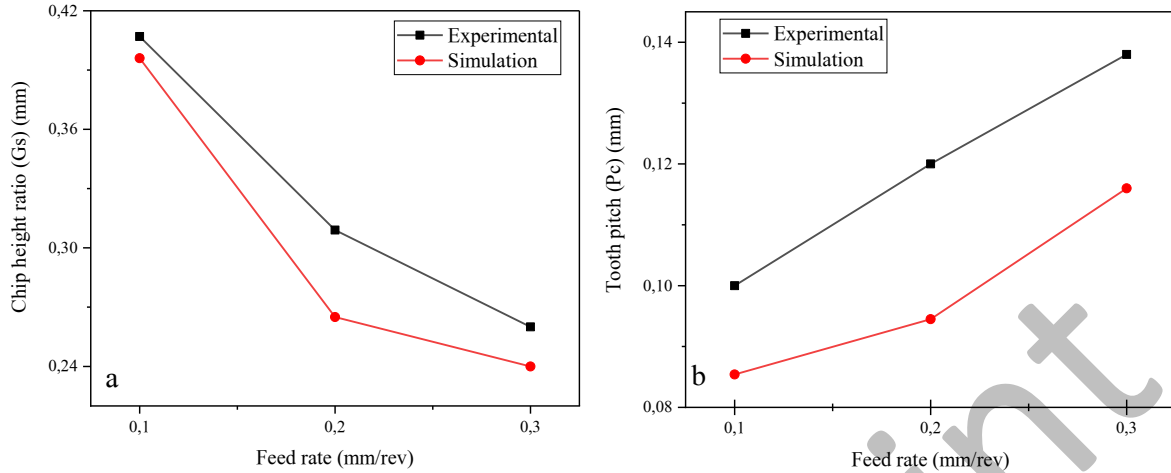 0,42
0,36
0,30
0,24
Chip height ratio (Gs) (mm)
Experimental
Simulation
a
0,1
0,2
0,3
Feed rate (mm/rev)
0,14
0,12
0,10
0,08
Tooth pitch (Pc) (mm)
Experimental
Simulation
b
0,1
0,2
0,3
Feed rate (mm/rev)
int